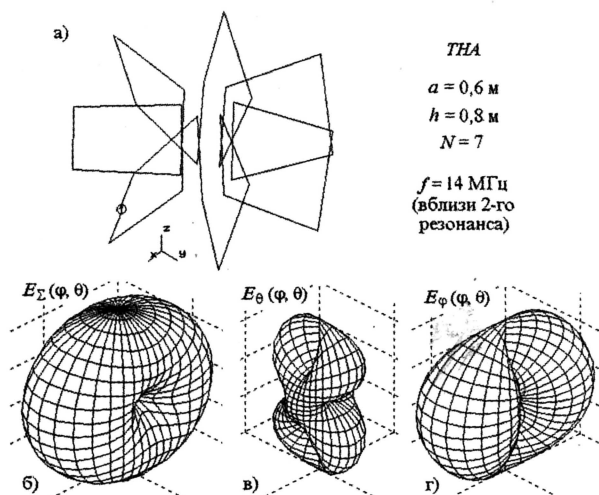 а)
THA
a = 0,6 м
h = 0,8 м
N = 7
f = 14 МГц
(вблизи 2-го
резонанса)
z
x y
E_Σ (φ, θ)
E_θ (φ, θ)
E_φ (φ, θ)
б)
в)
г)